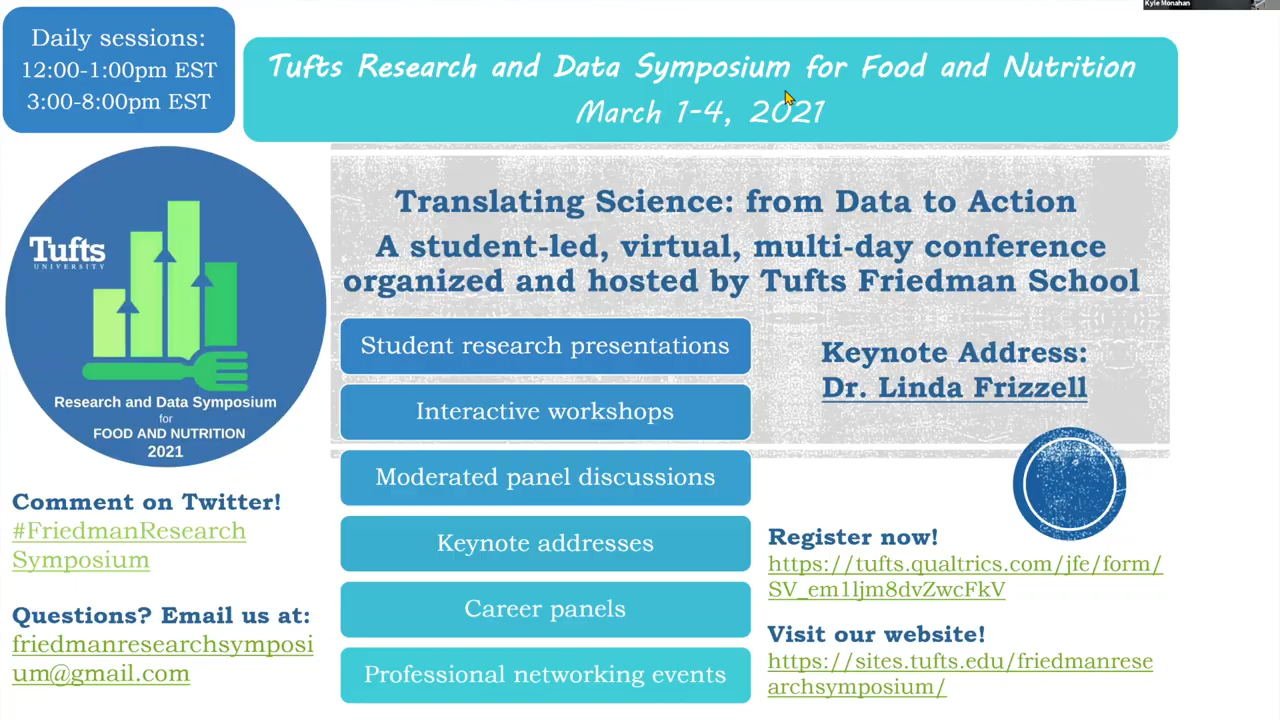 Kyle Monahan
Daily sessions:
12:00-1:00pm EST
3:00-8:00pm EST
Tufts Research and Data Symposium for Food and Nutrition
March 1-4, 2021
Tufts
UNIVERSITY
Research and Data Symposium
for
FOOD AND NUTRITION
2021
Translating Science: from Data to Action
A student-led, virtual, multi-day conference
organized and hosted by Tufts Friedman School
Student research presentations
Interactive workshops
Moderated panel discussions
Keynote addresses
Career panels
Professional networking events
Keynote Address:
Dr. Linda Frizzell
Comment on Twitter!
#FriedmanResearch
Symposium
Questions? Email us at:
friedmanresearchsymposi
um@gmail.com
Register now!
https://tufts.qualtrics.com/jfe/form/
SV_em1ljm8dvZwcFkV
Visit our website!
https://sites.tufts.edu/friedmanrese
archsymposium/